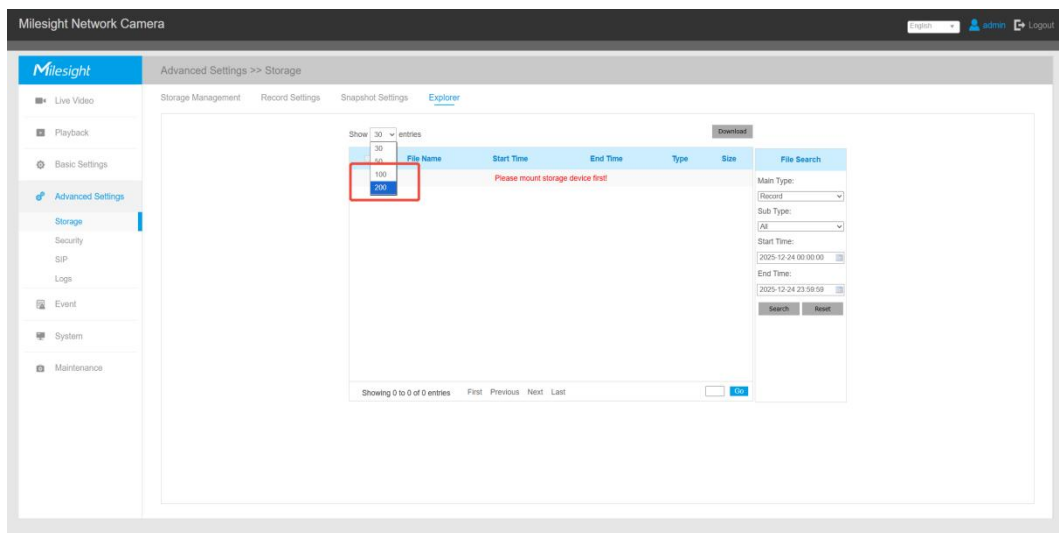 Milesight Network Camera
English
admin
Logout
Milesight
Advanced Settings >> Storage
Live Video
Playback
Basic Settings
Advanced Settings
Storage
Security
SIP
Logs
Event
System
Maintenance
Storage Management Record Settings Snapshot Settings Explorer
Show 30 entries
Download
30
50
100
200
File Name Start Time End Time Type Size
Please mount storage device first!
File Search
Main Type:
Record
Sub Type:
All
Start Time:
2025-12-24 00:00:00
End Time:
2025-12-24 23:59:59
Search Reset
Showing 0 to 0 of 0 entries First Previous Next Last
Go